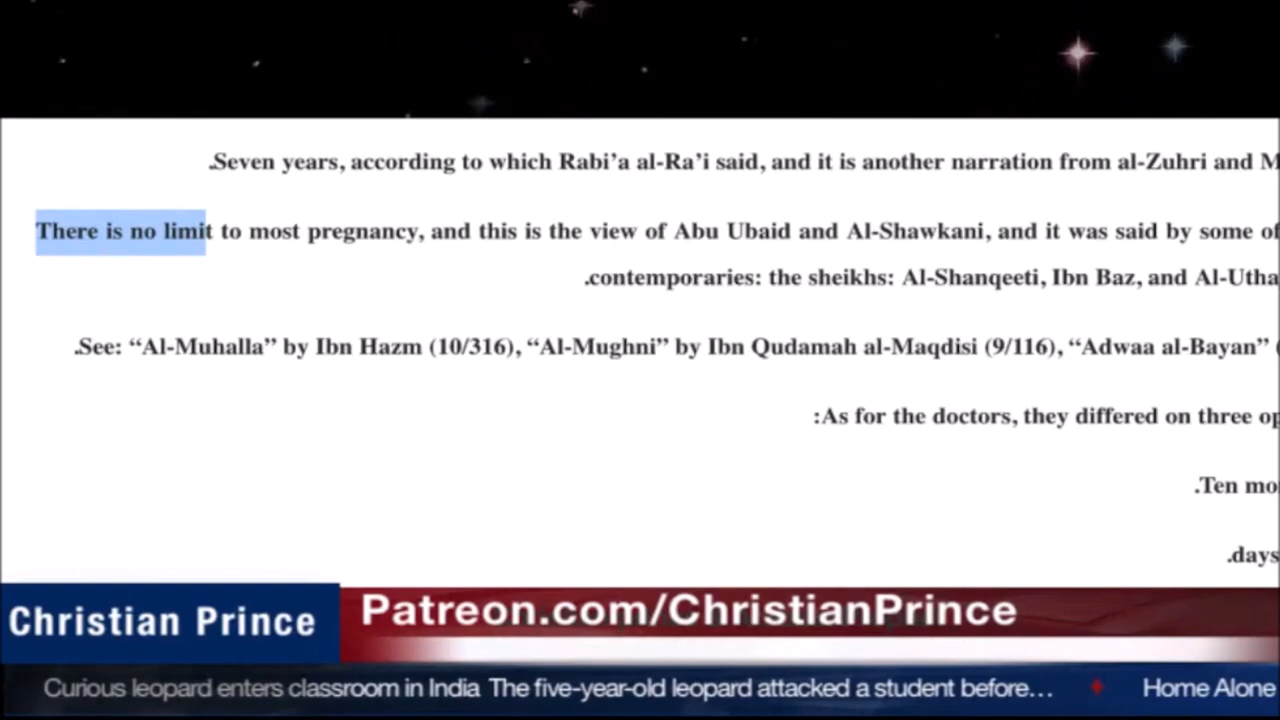 .Seven years, according to which Rabi’a al-Ra’i said, and it is another narration from al-Zuhri and M
There is no limit to most pregnancy, and this is the view of Abu Ubaid and Al-Shawkani, and it was said by some of
.contemporaries: the sheikhs: Al-Shanqeeti, Ibn Baz, and Al-Utha
.See: “Al-Muhalla” by Ibn Hazm (10/316), “Al-Mughni” by Ibn Qudamah al-Maqdisi (9/116), “Adwaa al-Bayan” (
:As for the doctors, they differed on three op
.Ten mo
.days
Christian Prince
Patreon.com/ChristianPrince
Curious leopard enters classroom in India The five-year-old leopard attacked a student before... Home Alone